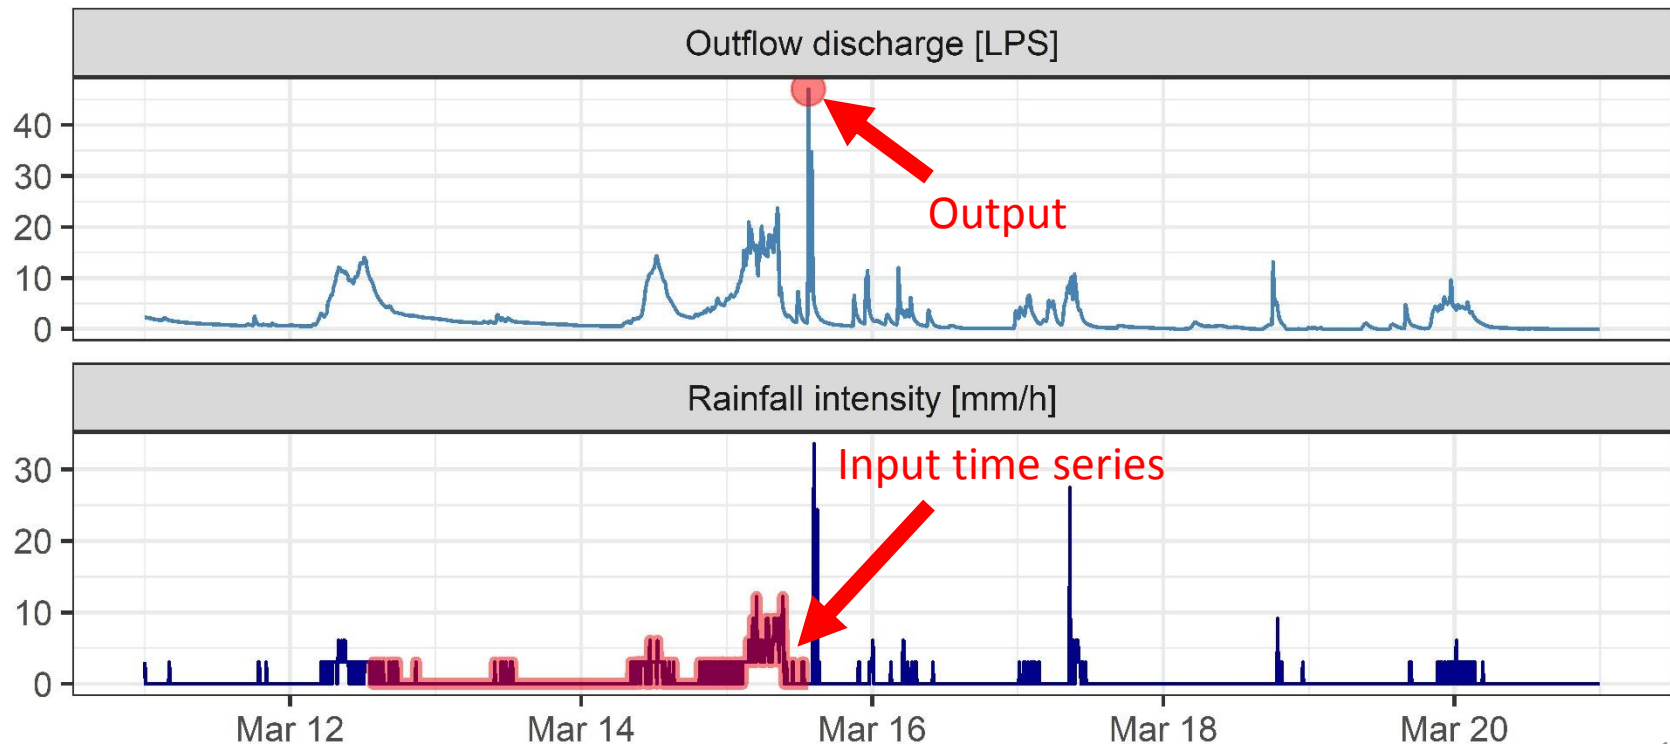 Outflow discharge [LPS]
40
30
20
10
0
Output
Rainfall intensity [mm/h]
30
20
10
0
Input time series
Mar 12
Mar 14
Mar 16
Mar 18
Mar 20